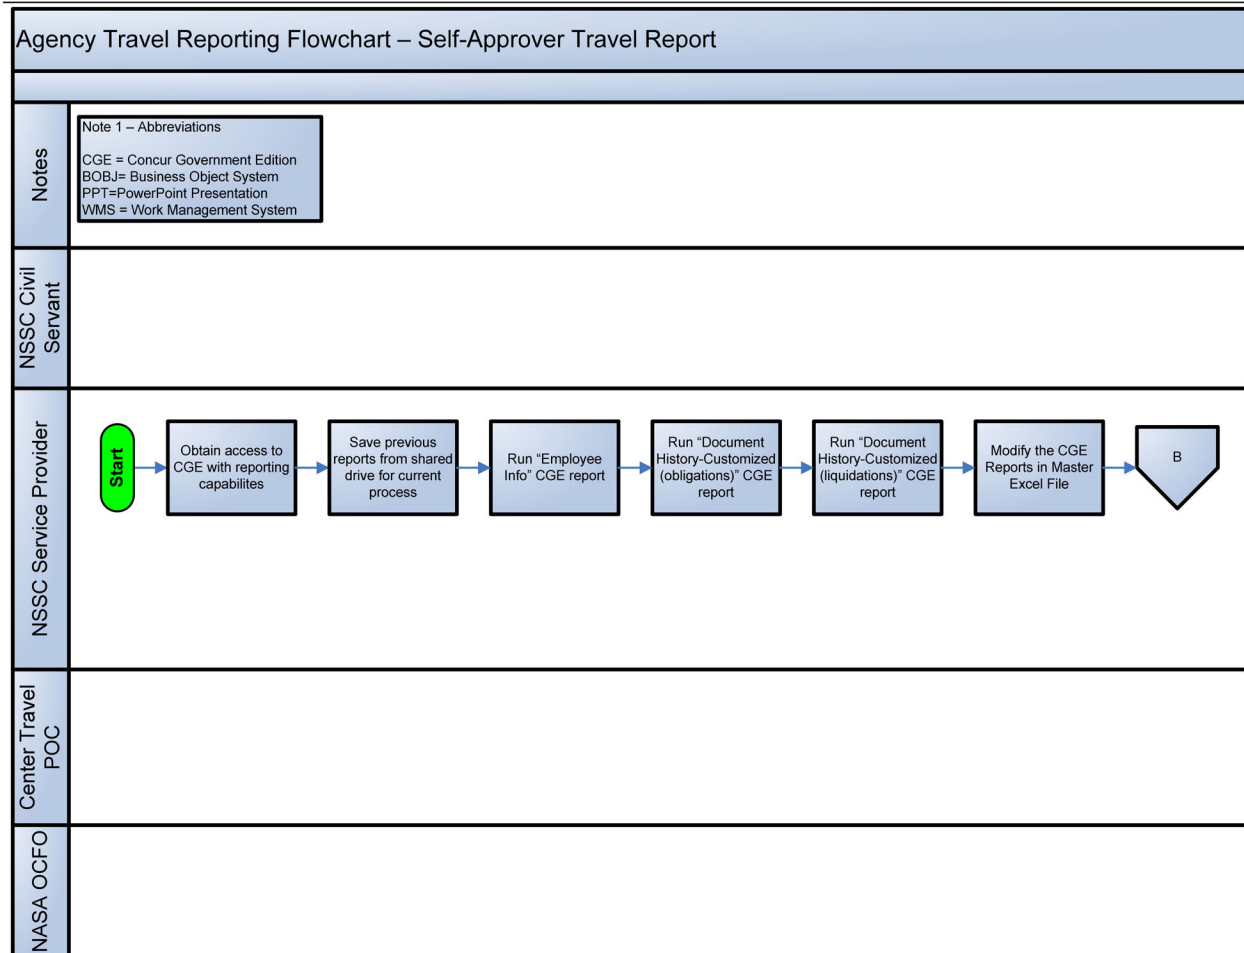 Agency Travel Reporting Flowchart – Self-Approver Travel Report
Notes
Note 1 – Abbreviations
CGE = Concur Government Edition
BOBJ= Business Object System
PPT=PowerPoint Presentation
WMS = Work Management System
NSSC Civil
Servant
NSSC Service Provider
Start
Obtain access to
CGE with reporting
capabilites
Save previous
reports from shared
drive for current
process
Run “Employee
Info” CGE report
Run “Document
History-Customized
(obligations)” CGE
report
Run “Document
History-Customized
(liquidations)” CGE
report
Modify the CGE
Reports in Master
Excel File
B
Center Travel
POC
NASA OCFO